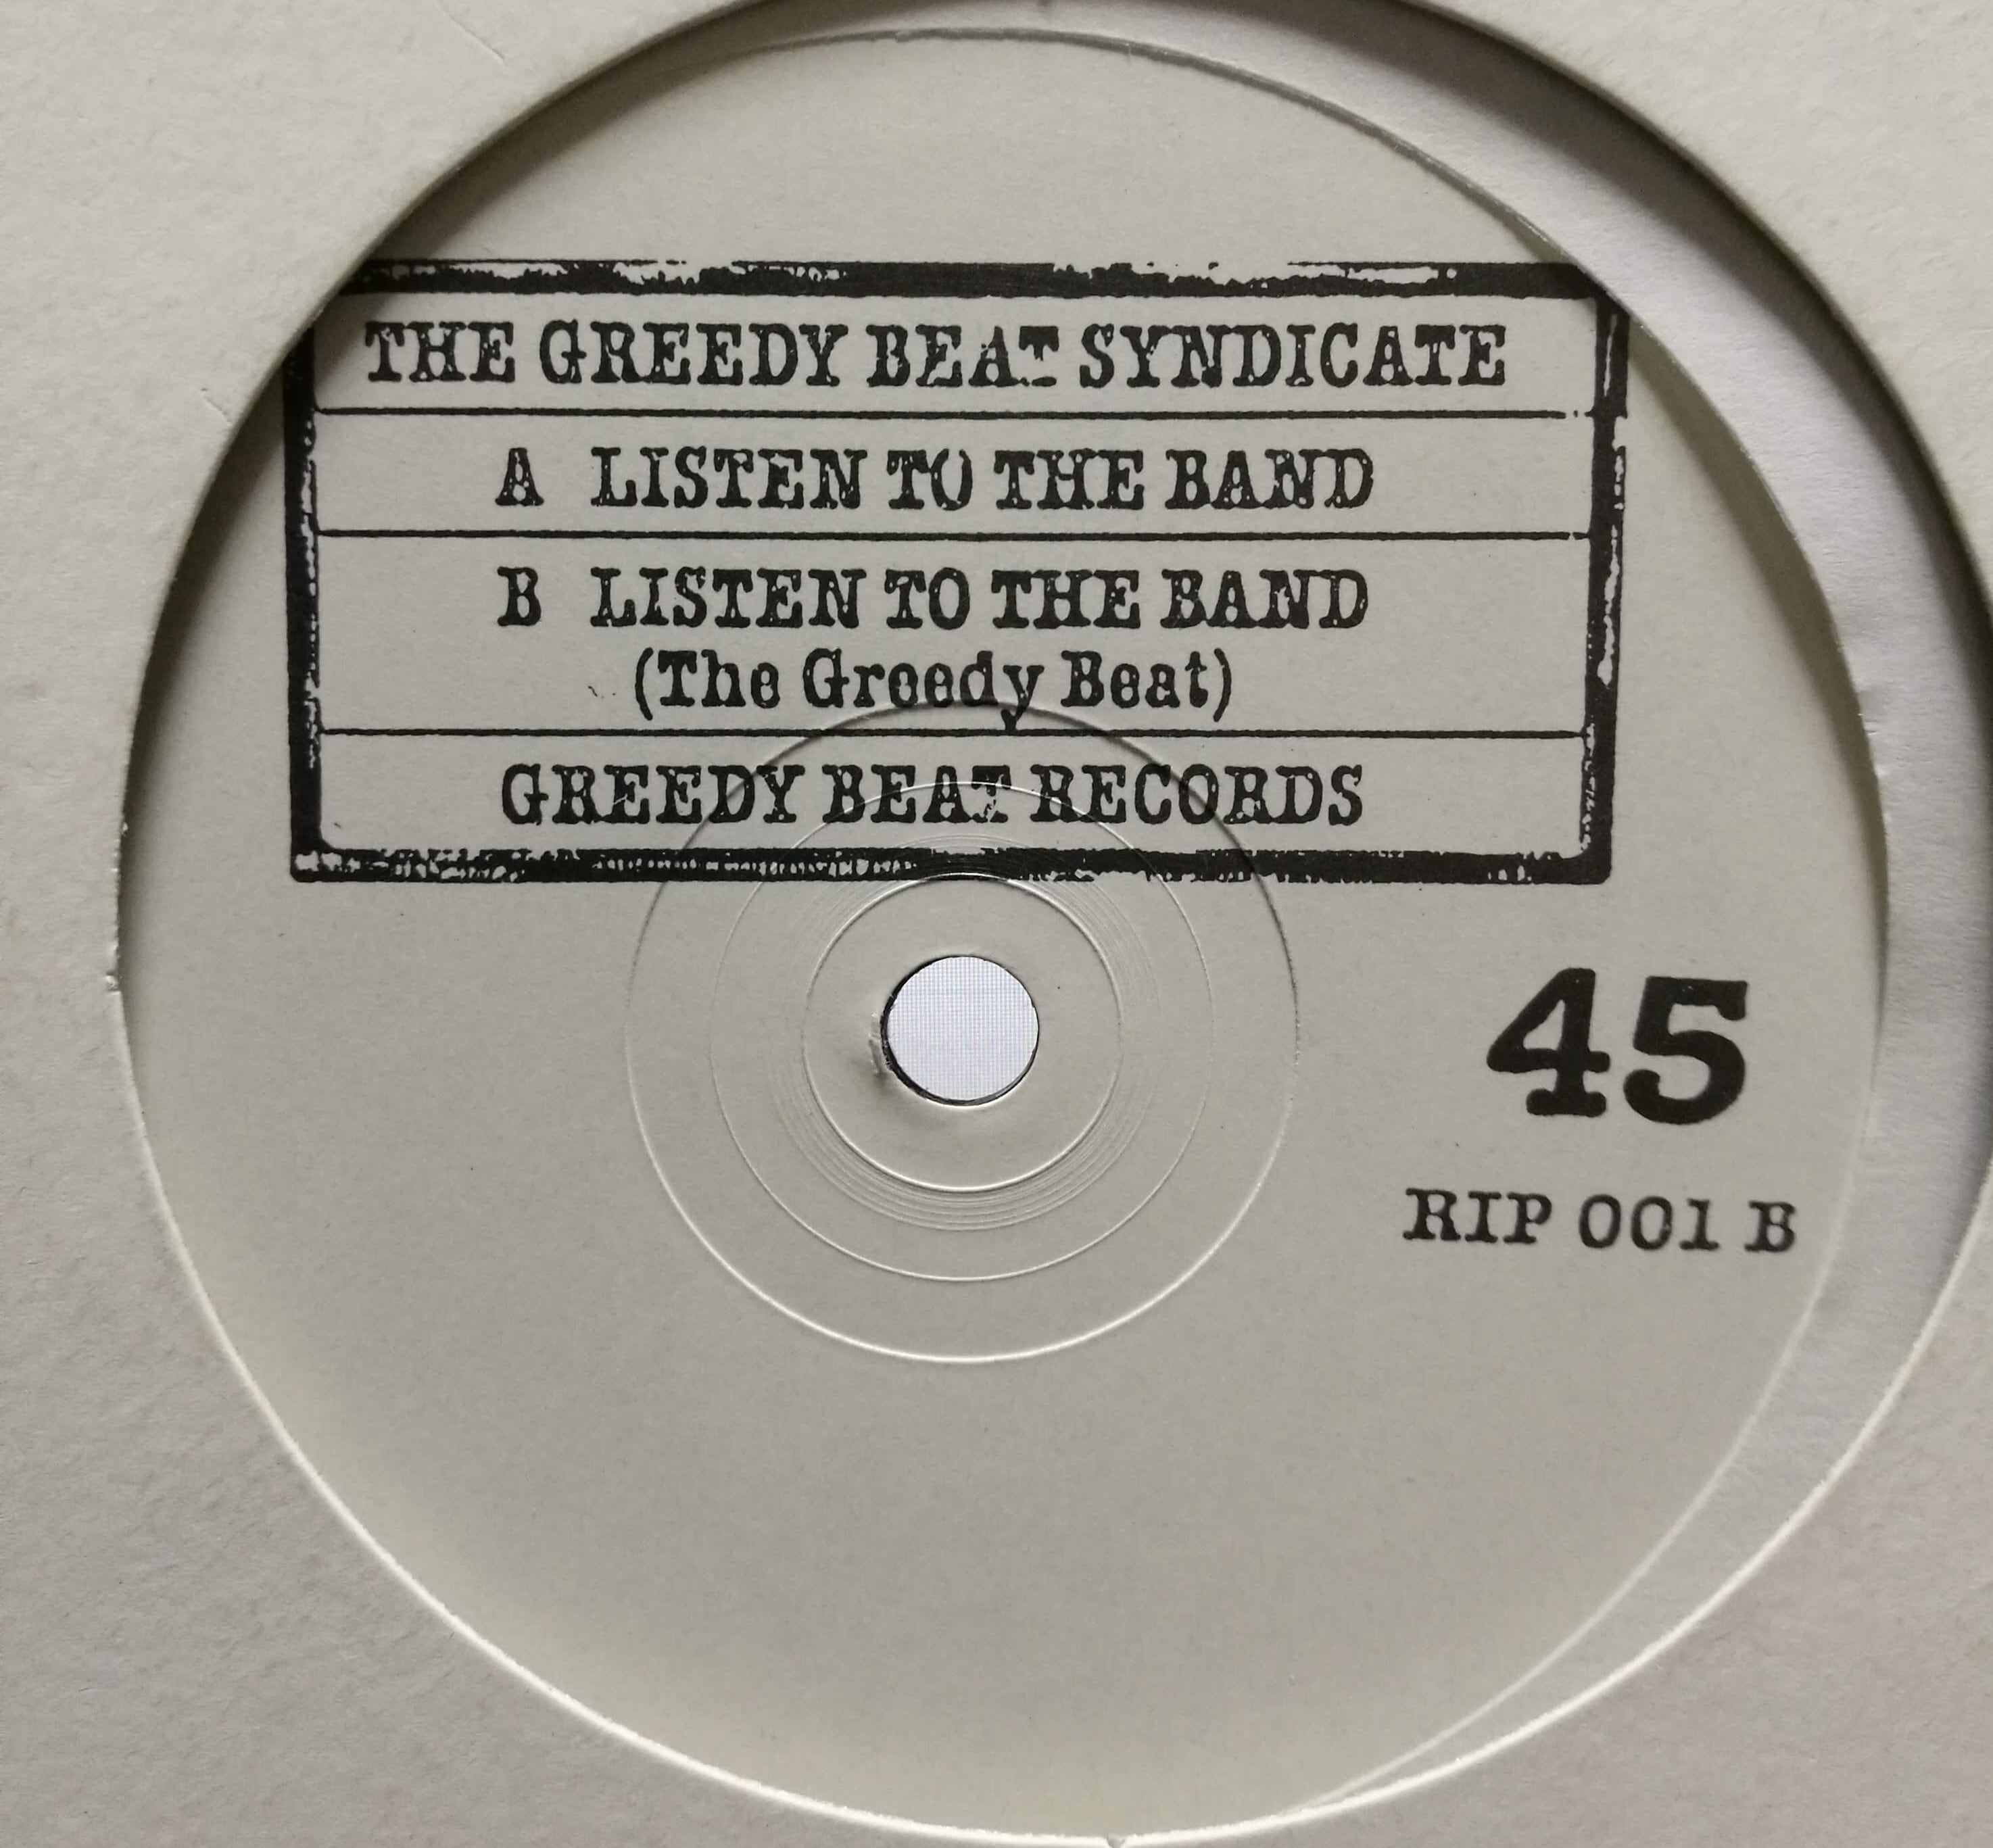 THE GREEDY BEAT SYNDICATE
A LISTEN TO THE BAND
B LISTEN TO THE BAND
(The Greedy Beat)
GREEDY BEAT RECORDS
45
RIP 001 B